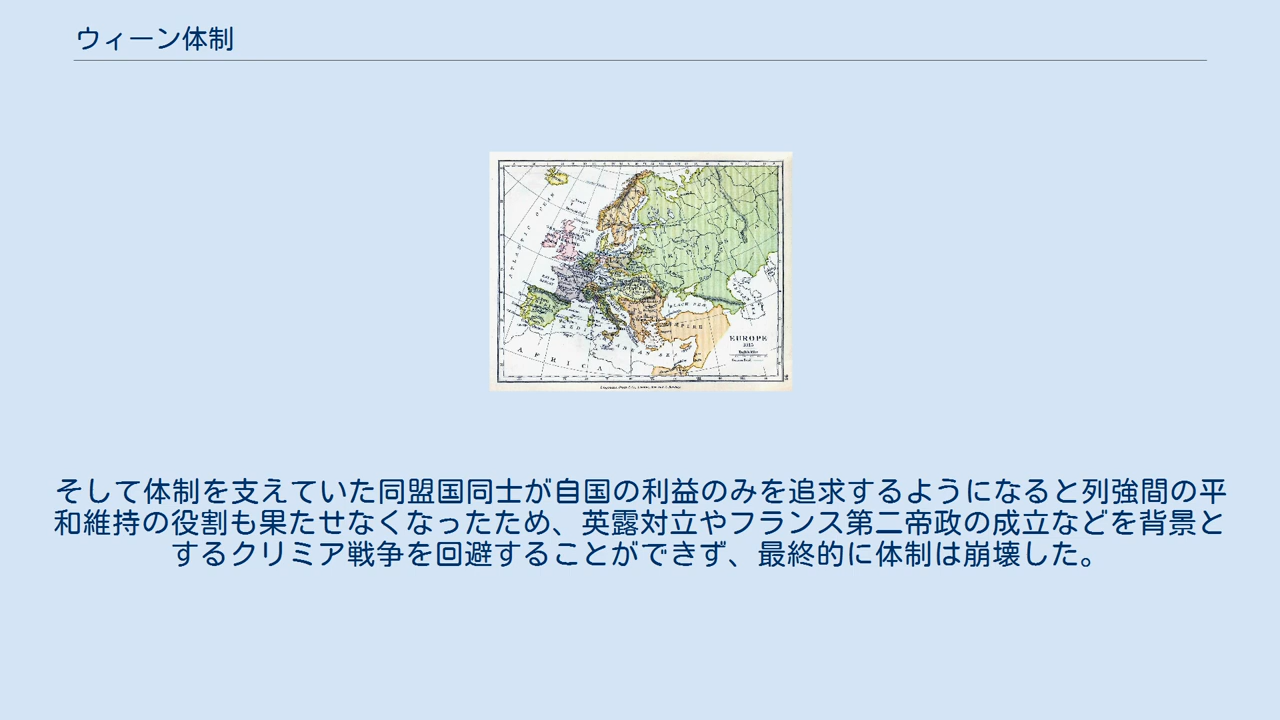 ウィーン体制
EUROPE
1815
BLACK SEA
AFRICA
そして体制を支えていた同盟国同士が自国の利益のみを追求するようになると列強間の平
和維持の役割も果たせなくなったため、英露対立やフランス第二帝政の成立などを背景と
するクリミア戦争を回避することができず、最終的に体制は崩壊した。